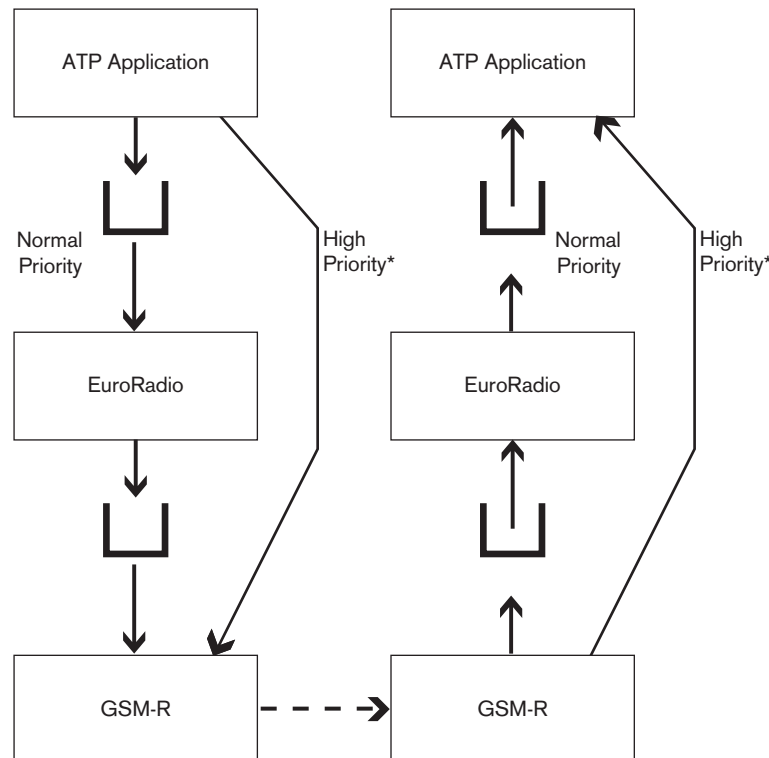 ATP Application
ATP Application
Normal
Priority
High
Priority*
Normal
Priority
High
Priority*
EuroRadio
EuroRadio
GSM-R
GSM-R